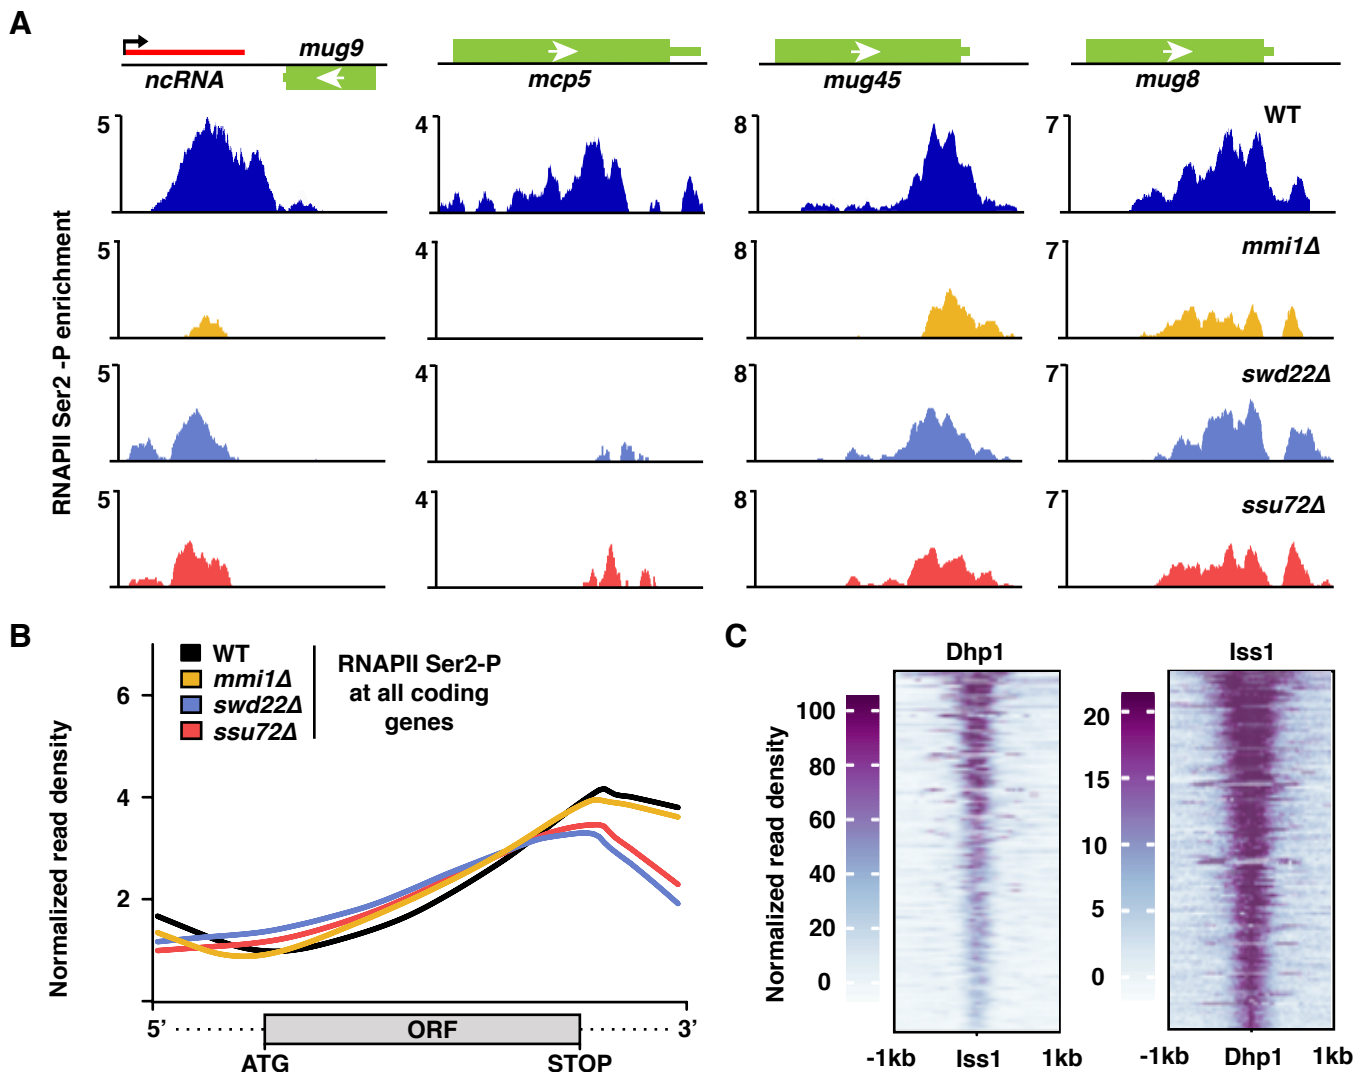 A
mug9
ncRNA
mcp5
mug45
mug8
RNAPII Ser2 -P enrichment
5
4
8
7
WT
5
4
8
7
mmi1Δ
5
4
8
7
swd22Δ
5
4
8
7
ssu72Δ
B
WT
mmi1Δ
swd22Δ
ssu72Δ
RNAPII Ser2-P
at all coding
genes
Normalized read density
6
4
2
5’
ORF
3’
ATG
STOP
C
Dhp1
Iss1
Normalized read density
100
80
60
40
20
0
20
15
10
5
0
-1kb
Iss1
1kb
-1kb
Dhp1
1kb